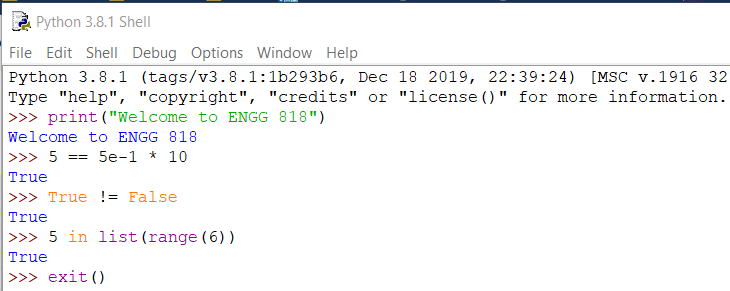 Python 3.8.1 Shell
File Edit Shell Debug Options Window Help
Python 3.8.1 (tags/v3.8.1:1b293b6, Dec 18 2019, 22:39:24) [MSC v.1916 32
Type "help", "copyright", "credits" or "license()" for more information.
>>> print("Welcome to ENGG 818")
Welcome to ENGG 818
>>> 5 == 5e-1 * 10
True
>>> True != False
True
>>> 5 in list(range(6))
True
>>> exit()